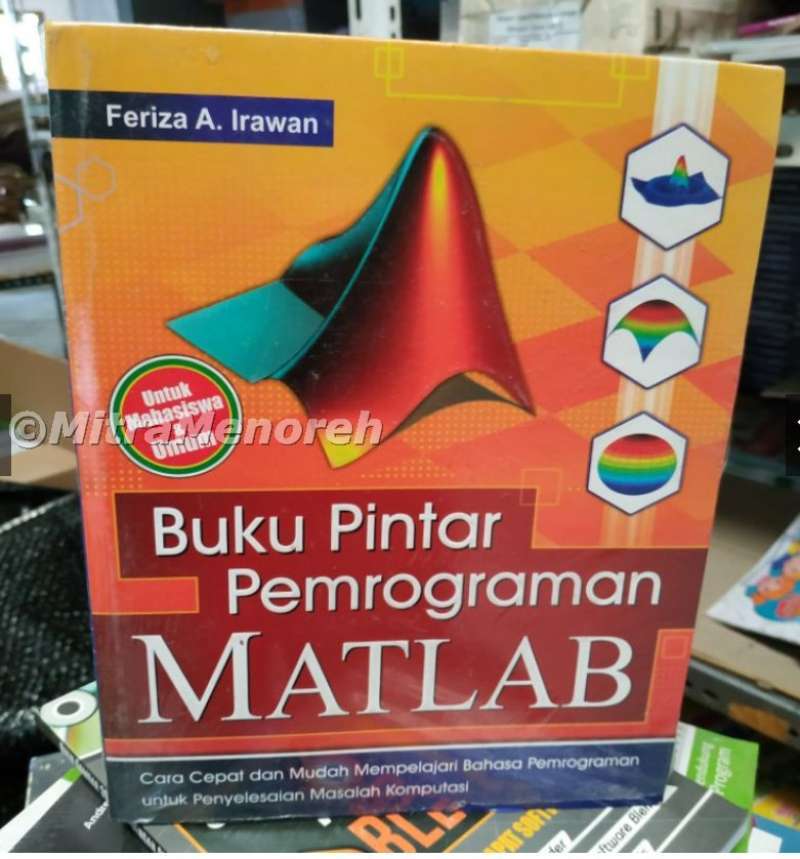 Feriza A. Irawan
Untuk
Mahasiswa
&
Umum
©MitraMenoreh
Buku Pintar
Pemrograman
MATLAB
Cara Cepat dan Mudah Mempelajari Bahasa Pemrograman
untuk Penyelesaian Masalah Komputasi
Program